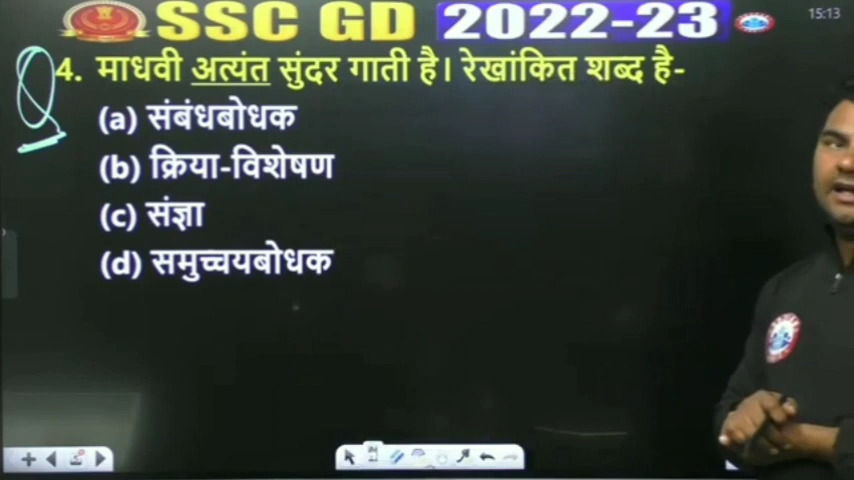 SSC GD 2022-23
15:13
4. माधवी अत्यंत सुंदर गाती है। रेखांकित शब्द है-
(a) संबंधबोधक
(b) क्रिया-विशेषण
(c) संज्ञा
(d) समुच्चयबोधक